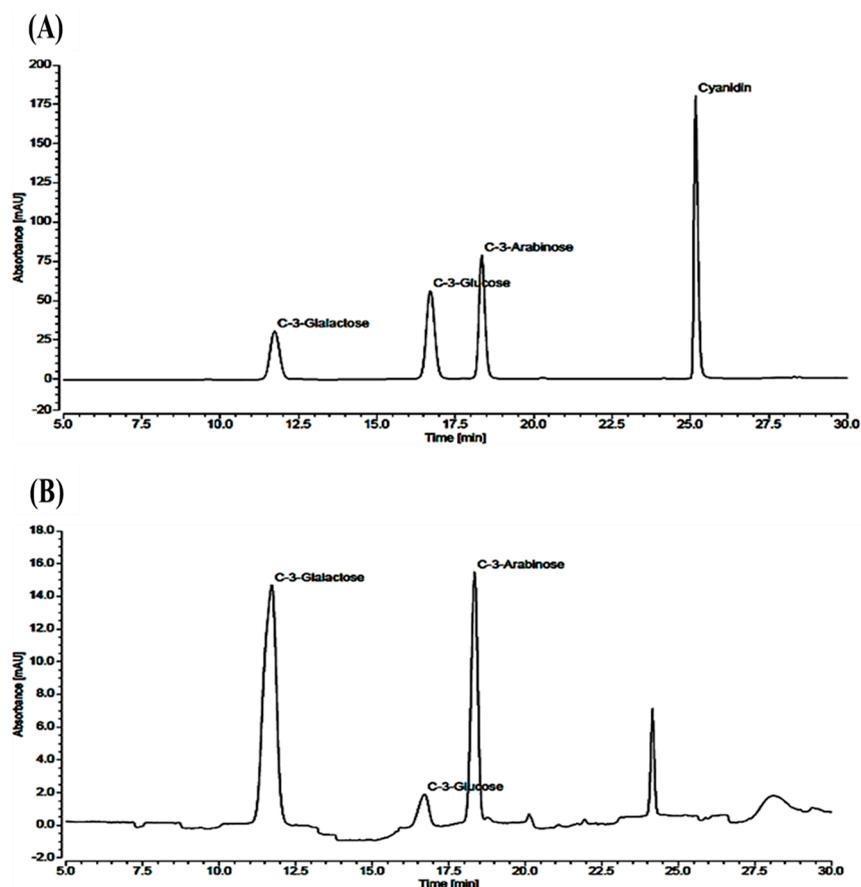 (A)
200
175
150
125
100
75
50
25
0
-20
Absorbance [mAU]
Cyanidin
C-3-Arabinose
C-3-Glucose
C-3-Glalactose
5.0 7.5 10.0 12.5 15.0 17.5 20.0 22.5 25.0 27.5 30.0
Time [min]
(B)
18.0
16.0
14.0
12.0
10.0
8.0
6.0
4.0
2.0
0.0
-2.0
Absorbance [mAU]
C-3-Arabinose
C-3-Glalactose
C-3-Glucose
5.0 7.5 10.0 12.5 15.0 17.5 20.0 22.5 25.0 27.5 30.0
Time [min]